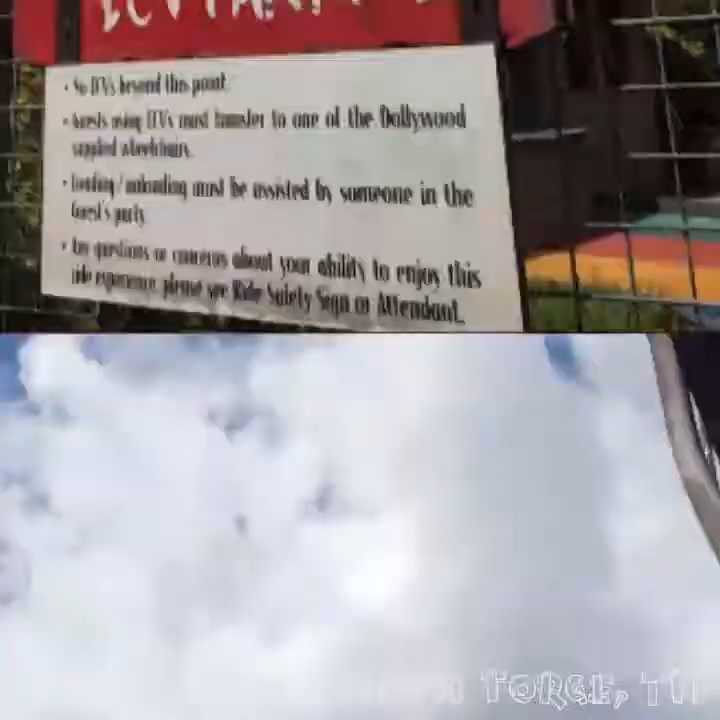 • No ECVs beyond this point.
• Guests using ECVs must transfer to one of the Dollywood
supplied wheelchairs.
• Loading/unloading must be assisted by someone in the
Guest's party.
• Any questions or concerns about your ability to enjoy this
ride experience please see Ride Safety Sign or Attendant.
FORGE, TN